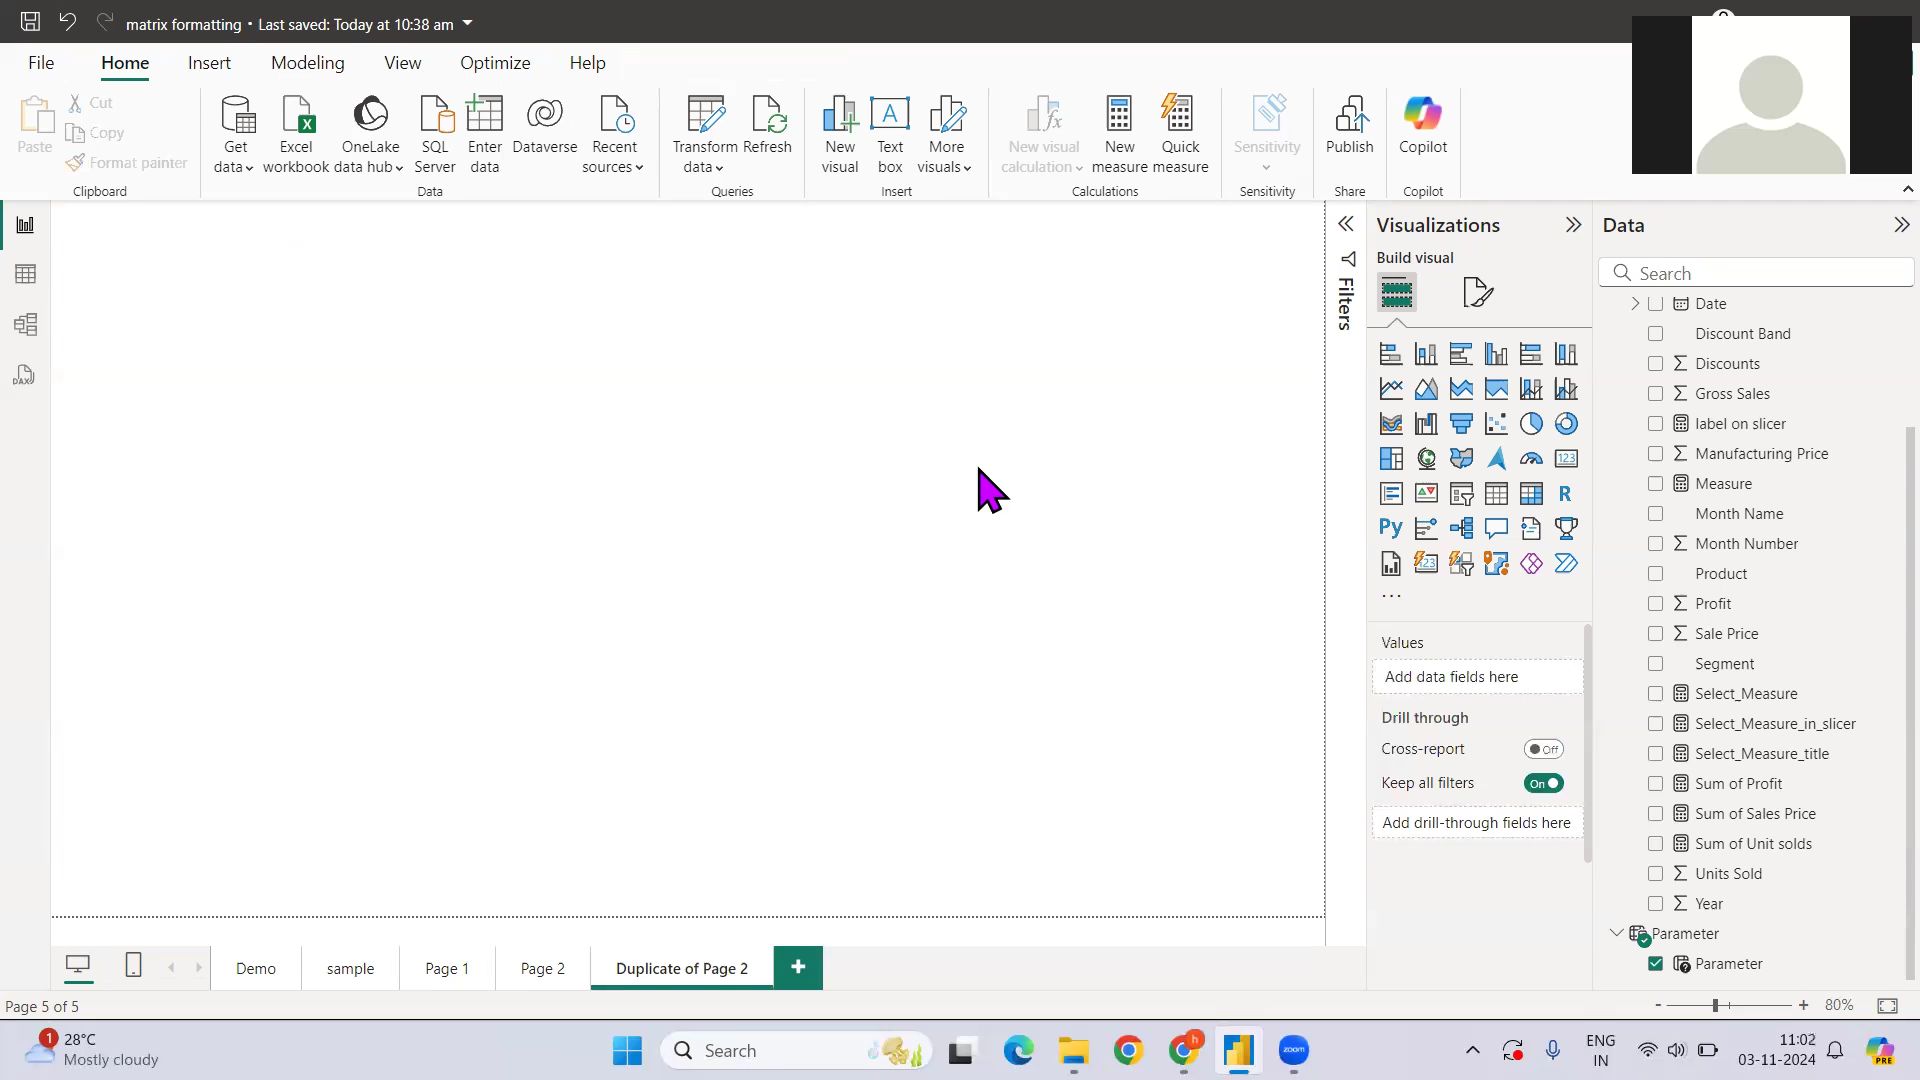 matrix formatting • Last saved: Today at 10:38 am
File Home Insert Modeling View Optimize Help
Paste
Cut
Copy
Format painter
Clipboard
Get data
Excel workbook
OneLake data hub
SQL Server
Enter data
Dataverse
Recent sources
Data
Transform data
Refresh
Queries
New visual
Text box
More visuals
Insert
New visual calculation
New measure
Quick measure
Calculations
Sensitivity
Sensitivity
Publish
Share
Copilot
Copilot
Filters
Visualizations
Build visual
Values
Add data fields here
Drill through
Cross-report Off
Keep all filters On
Add drill-through fields here
Data
Search
Date
Discount Band
Discounts
Gross Sales
label on slicer
Manufacturing Price
Measure
Month Name
Month Number
Product
Profit
Sale Price
Segment
Select_Measure
Select_Measure_in_slicer
Select_Measure_title
Sum of Profit
Sum of Sales Price
Sum of Unit solds
Units Sold
Year
Parameter
Parameter
Demo sample Page 1 Page 2 Duplicate of Page 2 +
Page 5 of 5
- + 80%
1
28°C
Mostly cloudy
Search
h
zoom
ENG
IN
11:02
03-11-2024
PRE
DAX
123
R
Py
123
A